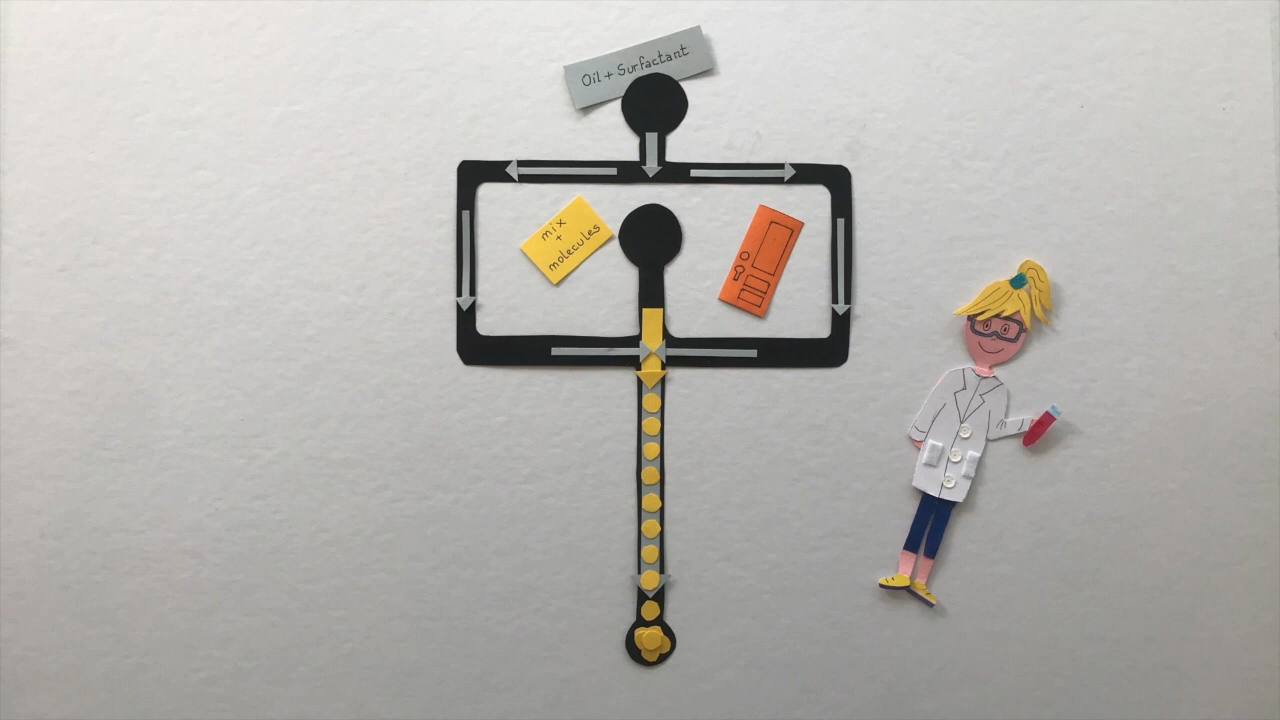 Oil + Surfactant
mix
+
molecules